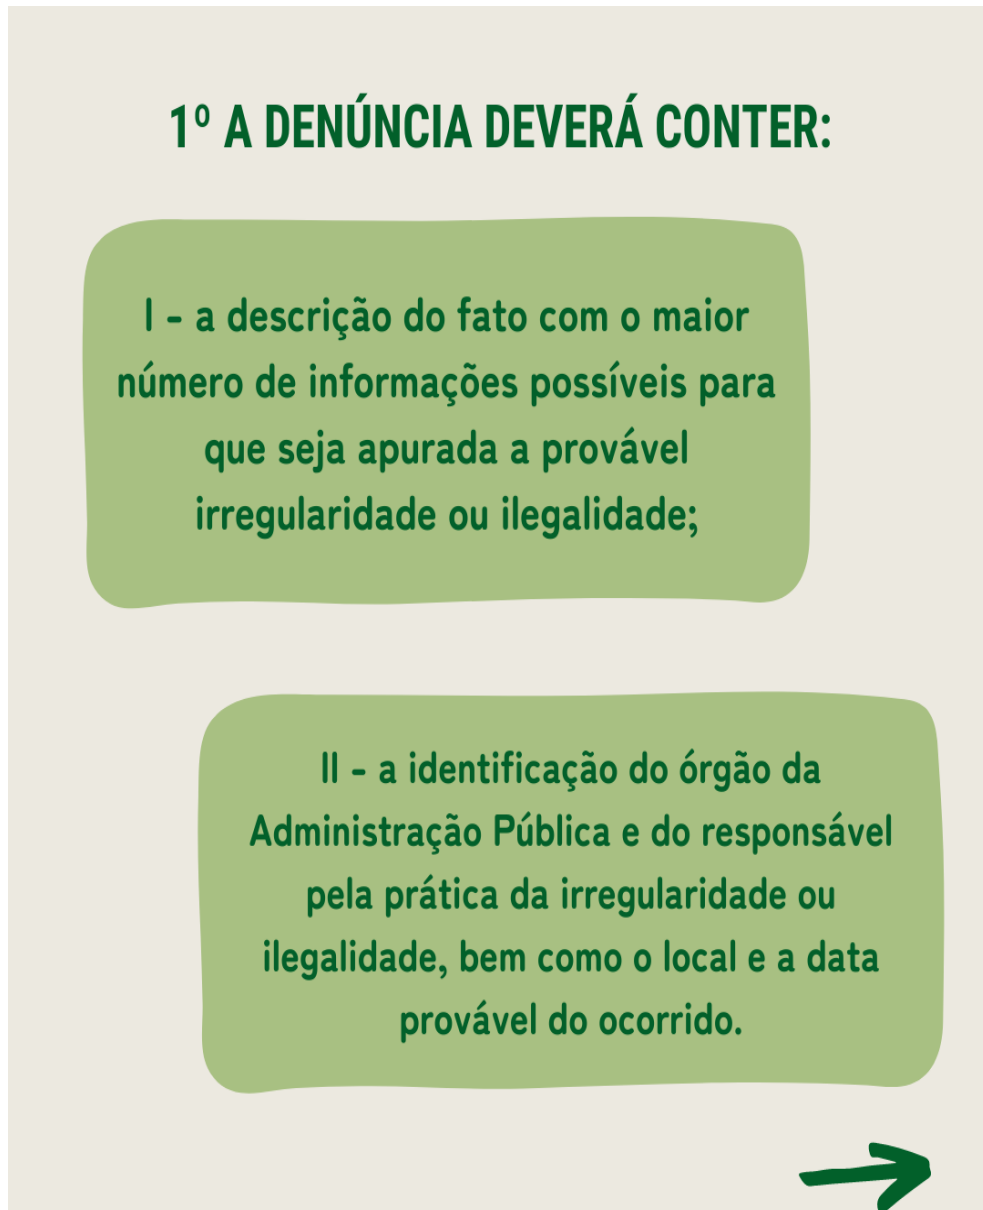 1º A DENÚNCIA DEVERÁ CONTER:
I - a descrição do fato com o maior
número de informações possíveis para
que seja apurada a provável
irregularidade ou ilegalidade;
II - a identificação do órgão da
Administração Pública e do responsável
pela prática da irregularidade ou
ilegalidade, bem como o local e a data
provável do ocorrido.